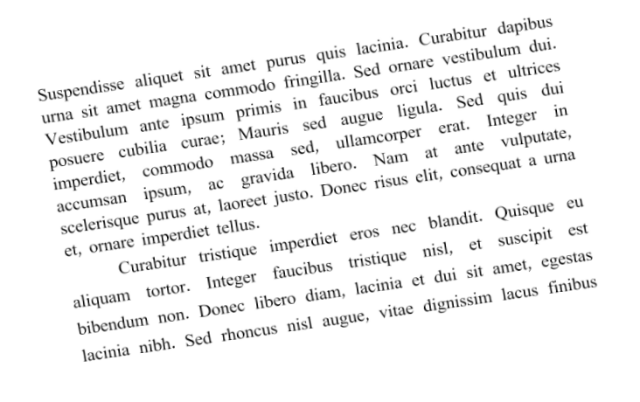 Suspendisse aliquet sit amet purus quis lacinia. Curabitur dapibus
urna sit amet magna commodo fringilla. Sed ornare vestibulum dui.
Vestibulum ante ipsum primis in faucibus orci luctus et ultrices
posuere cubilia curae; Mauris sed augue ligula. Sed quis dui
imperdiet, commodo massa sed, ullamcorper erat. Integer in
accumsan ipsum, ac gravida libero. Nam at ante vulputate,
scelerisque purus at, laoreet justo. Donec risus elit, consequat a urna
et, ornare imperdiet tellus.
Curabitur tristique imperdiet eros nec blandit. Quisque eu
aliquam tortor. Integer faucibus tristique nisl, et suscipit est
bibendum non. Donec libero diam, lacinia et dui sit amet, egestas
lacinia nibh. Sed rhoncus nisl augue, vitae dignissim lacus finibus